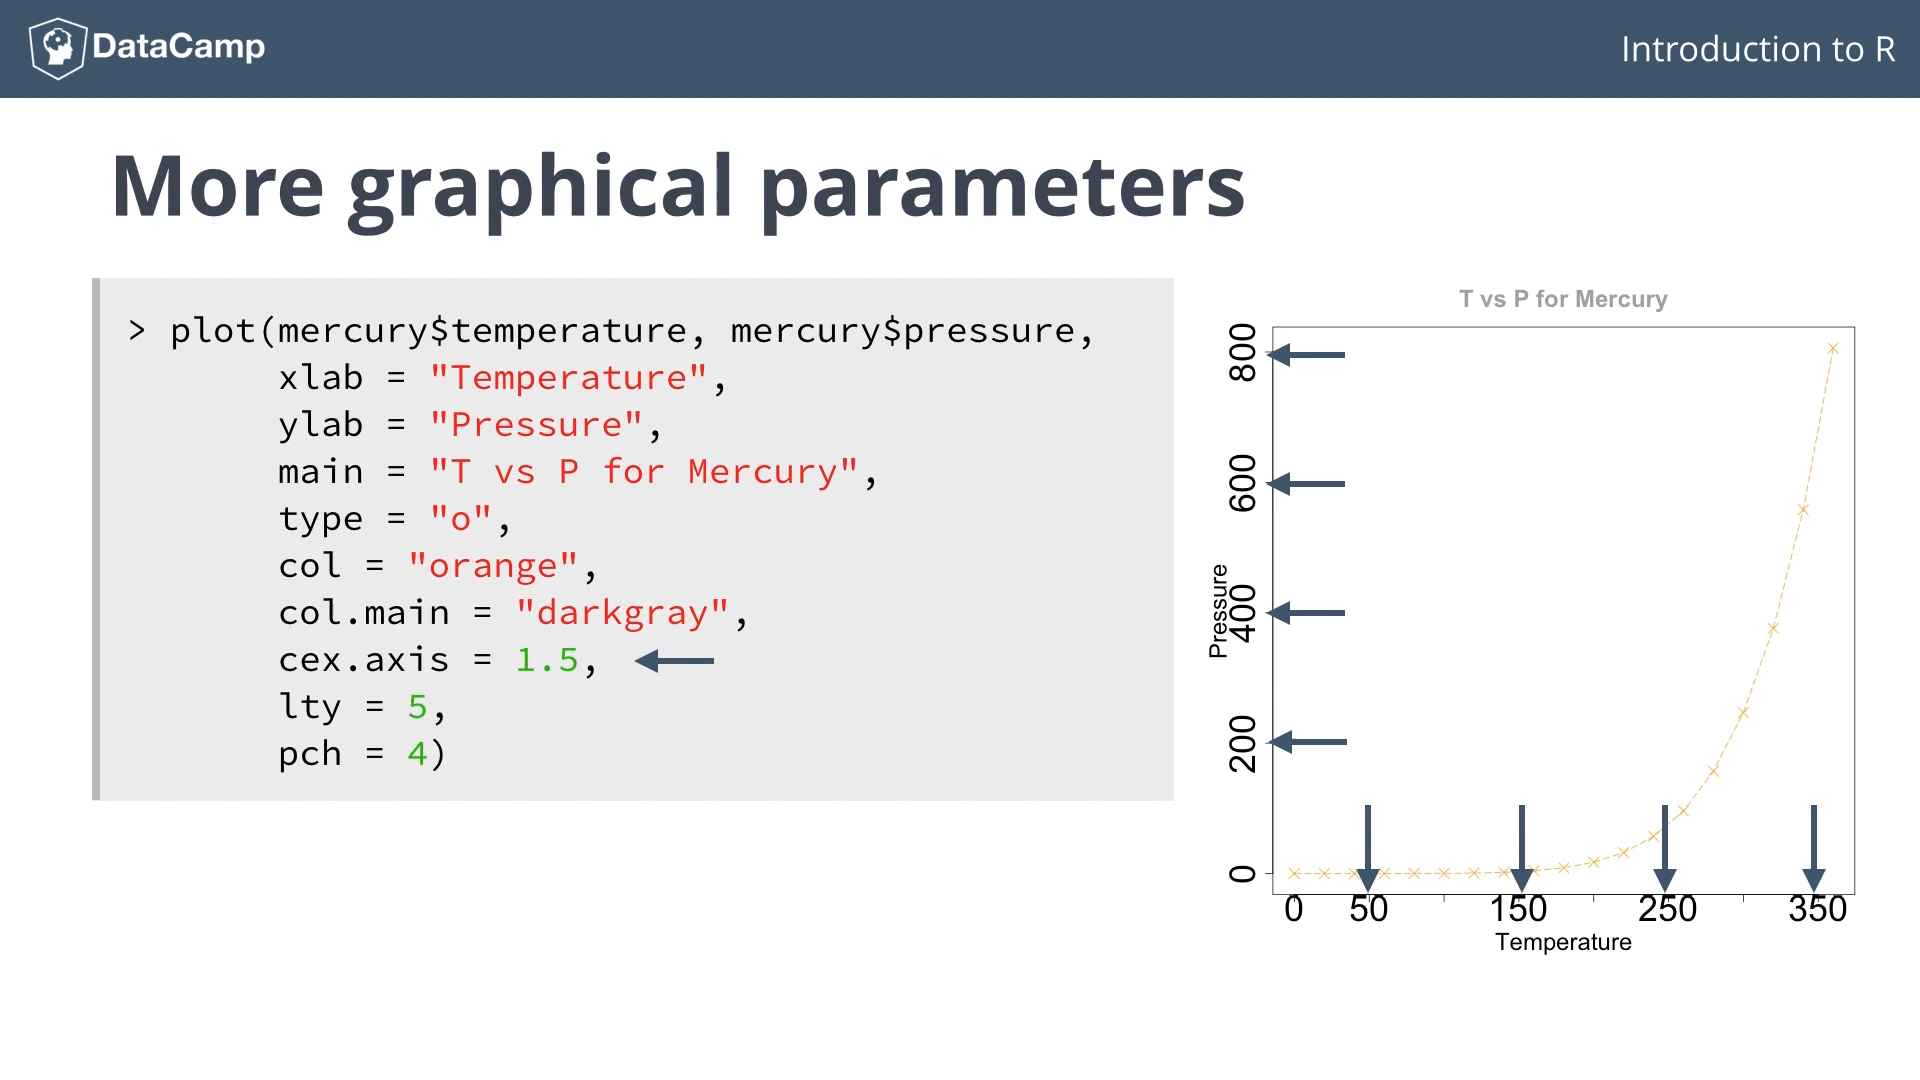 DataCamp
Introduction to R
More graphical parameters
> plot(mercury$temperature, mercury$pressure,
xlab = "Temperature",
ylab = "Pressure",
main = "T vs P for Mercury",
type = "o",
col = "orange",
col.main = "darkgray",
cex.axis = 1.5,
lty = 5,
pch = 4)
T vs P for Mercury
Pressure
800
600
400
200
0
0 50 150 250 350
Temperature